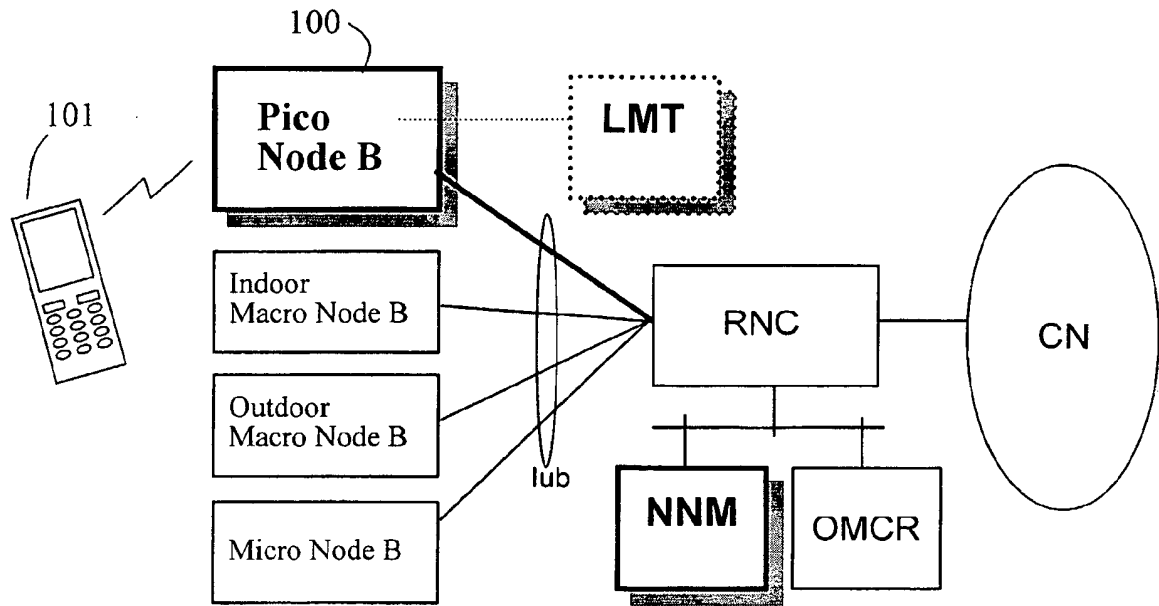 100
101
Pico
Node B
LMT
Indoor
Macro Node B
RNC
CN
Outdoor
Macro Node B
Iub
NNM
OMCR
Micro Node B